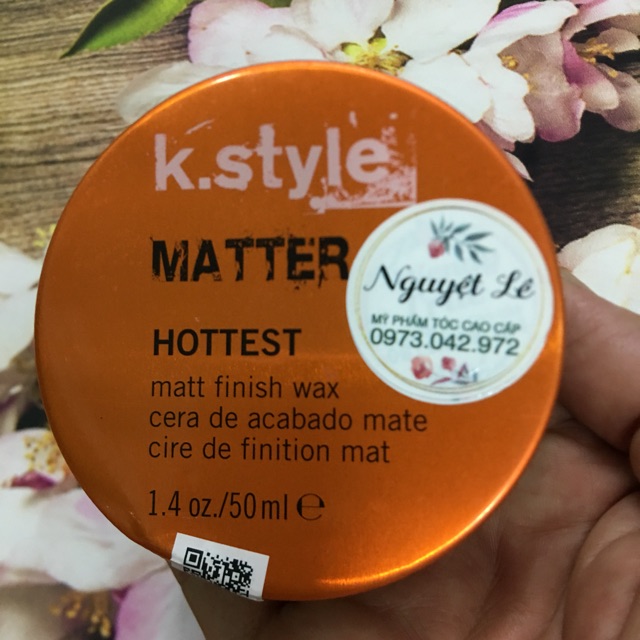 k.style
MATTER
HOTTEST
matt finish wax
cera de acabado mate
cire de finition mat
1.4 oz./50ml e
Nguyệt Lê
MỸ PHẨM TÓC CAO CẤP
0973.042.972